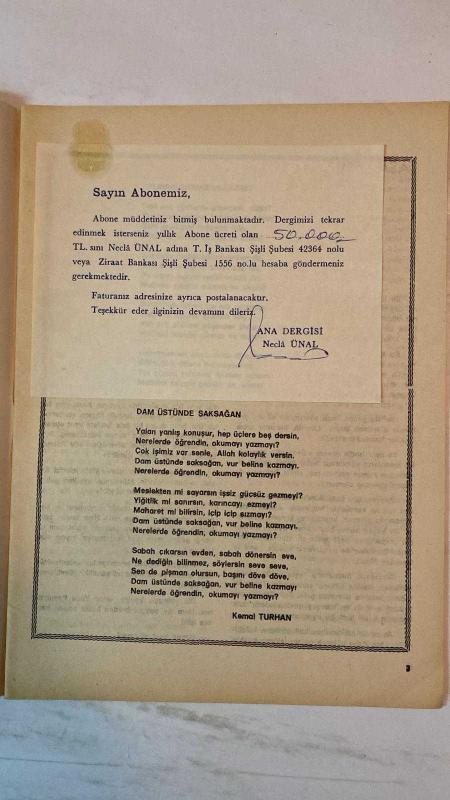 Sayın Abonemiz,
Abone müddetiniz bitmiş bulunmaktadır. Dergimizi tekrar
edinmek isterseniz yıllık Abone ücreti olan 50.000
TL. sını Neclâ ÜNAL adına T. İş Bankası Şişli Şubesi 42364 nolu
veya Ziraat Bankası Şişli Şubesi 1556 no.lu hesaba göndermeniz
gerekmektedir.
Faturanız adresinize ayrıca postalanacaktır.
Teşekkür eder ilginizin devamını dileriz.
ANA DERGİSİ
Neclâ ÜNAL
DAM ÜSTÜNDE SAKSAĞAN
Yalan yanlış konuşur, hep üçlere beş dersin,
Nerelerde öğrendin, okumayı yazmayı?
Çok işimiz var senle, Allah kolaylık versin.
Dam üstünde saksağan, vur beline kazmayı.
Nerelerde öğrendin, okumayı yazmayı?
Meslekten mi sayarsın işsiz güçsüz gezmeyi?
Yiğitlik mi sanırsın, karıncayı ezmeyi?
Maharet mi bilirsin, içip içip sızmayı?
Dam üstünde saksağan, vur beline kazmayı,
Nerelerde öğrendin, okumayı yazmayı?
Sabah çıkarsın evden, sabah dönersin eve,
Ne dediğin bilinmez, söylersin seve seve,
Sen de pişman olursun, başını döve döve,
Dam üstünde saksağan, vur beline kazmayı
Nerelerde öğrendin, okumayı yazmayı?
Kemal TURHAN
3